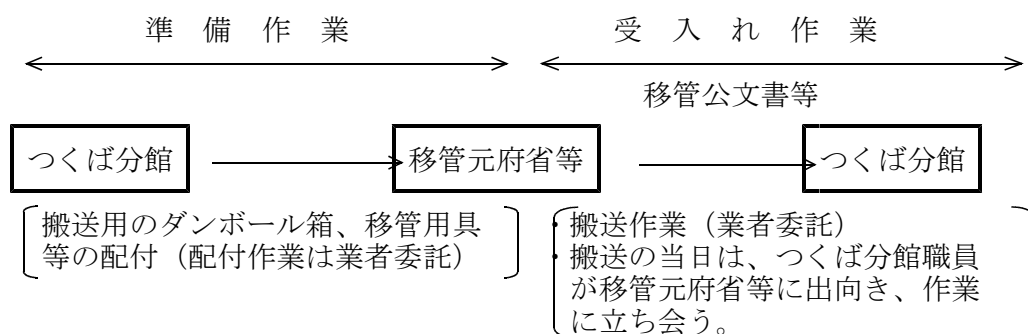 準 備 作 業
受 入 れ 作 業
移管公文書等
つくば分館
移管元府省等
つくば分館
搬送用のダンボール箱、移管用具
等の配付（配付作業は業者委託）
・搬送作業（業者委託）
・搬送の当日は、つくば分館職員
が移管元府省等に出向き、作業
に立ち会う。